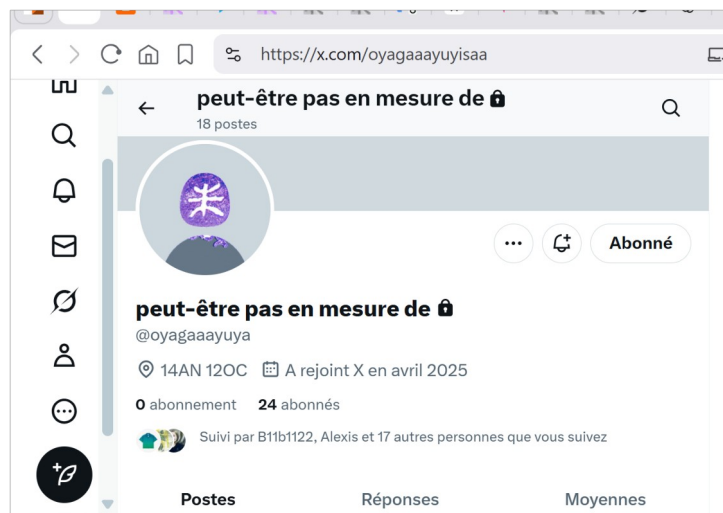 https://x.com/oyagaaayuyisaa
peut-être pas en mesure de
18 postes
Abonné
peut-être pas en mesure de
@oyagaaayuya
14AN 12OC A rejoint X en avril 2025
0 abonnement 24 abonnés
Suivi par B11b1122, Alexis et 17 autres personnes que vous suivez
Postes Réponses Moyennes